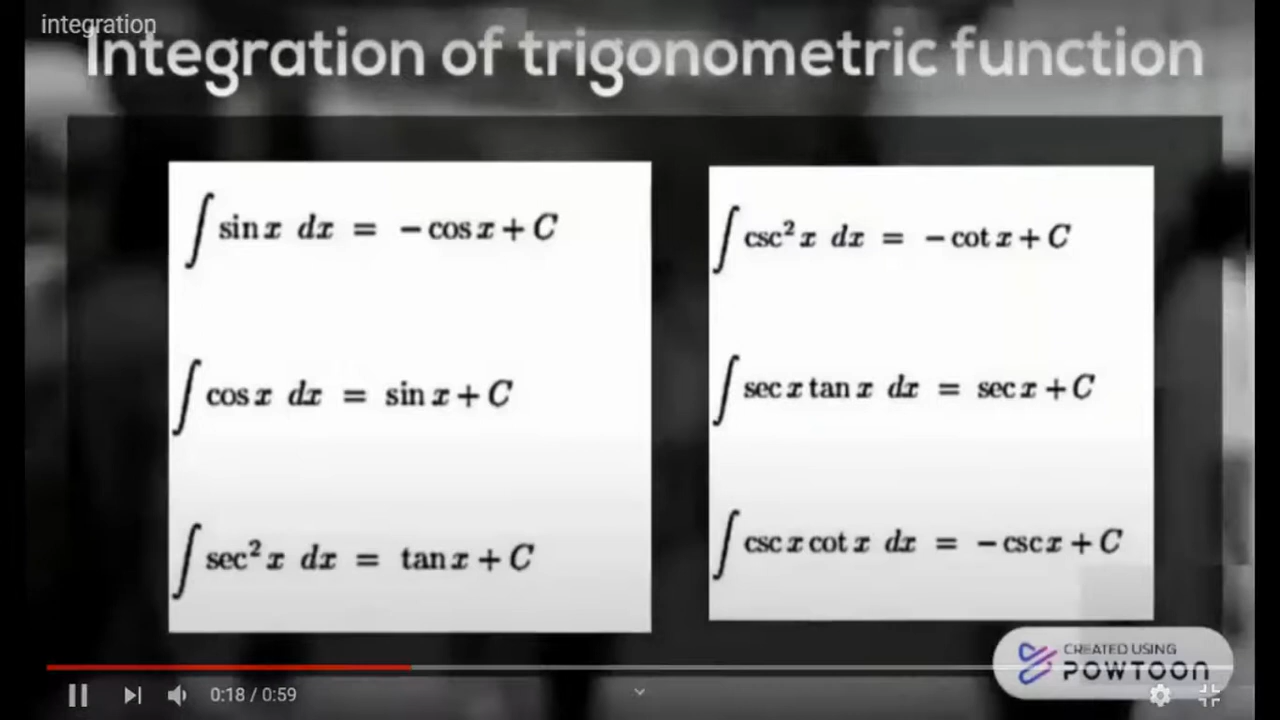 integration
Integration of trigonometric function
∫ sin x dx = − cos x + C
∫ cos x dx = sin x + C
∫ sec² x dx = tan x + C
∫ csc² x dx = − cot x + C
∫ sec x tan x dx = sec x + C
∫ csc x cot x dx = − csc x + C
CREATED USING
POWTOON
0:18 / 0:59